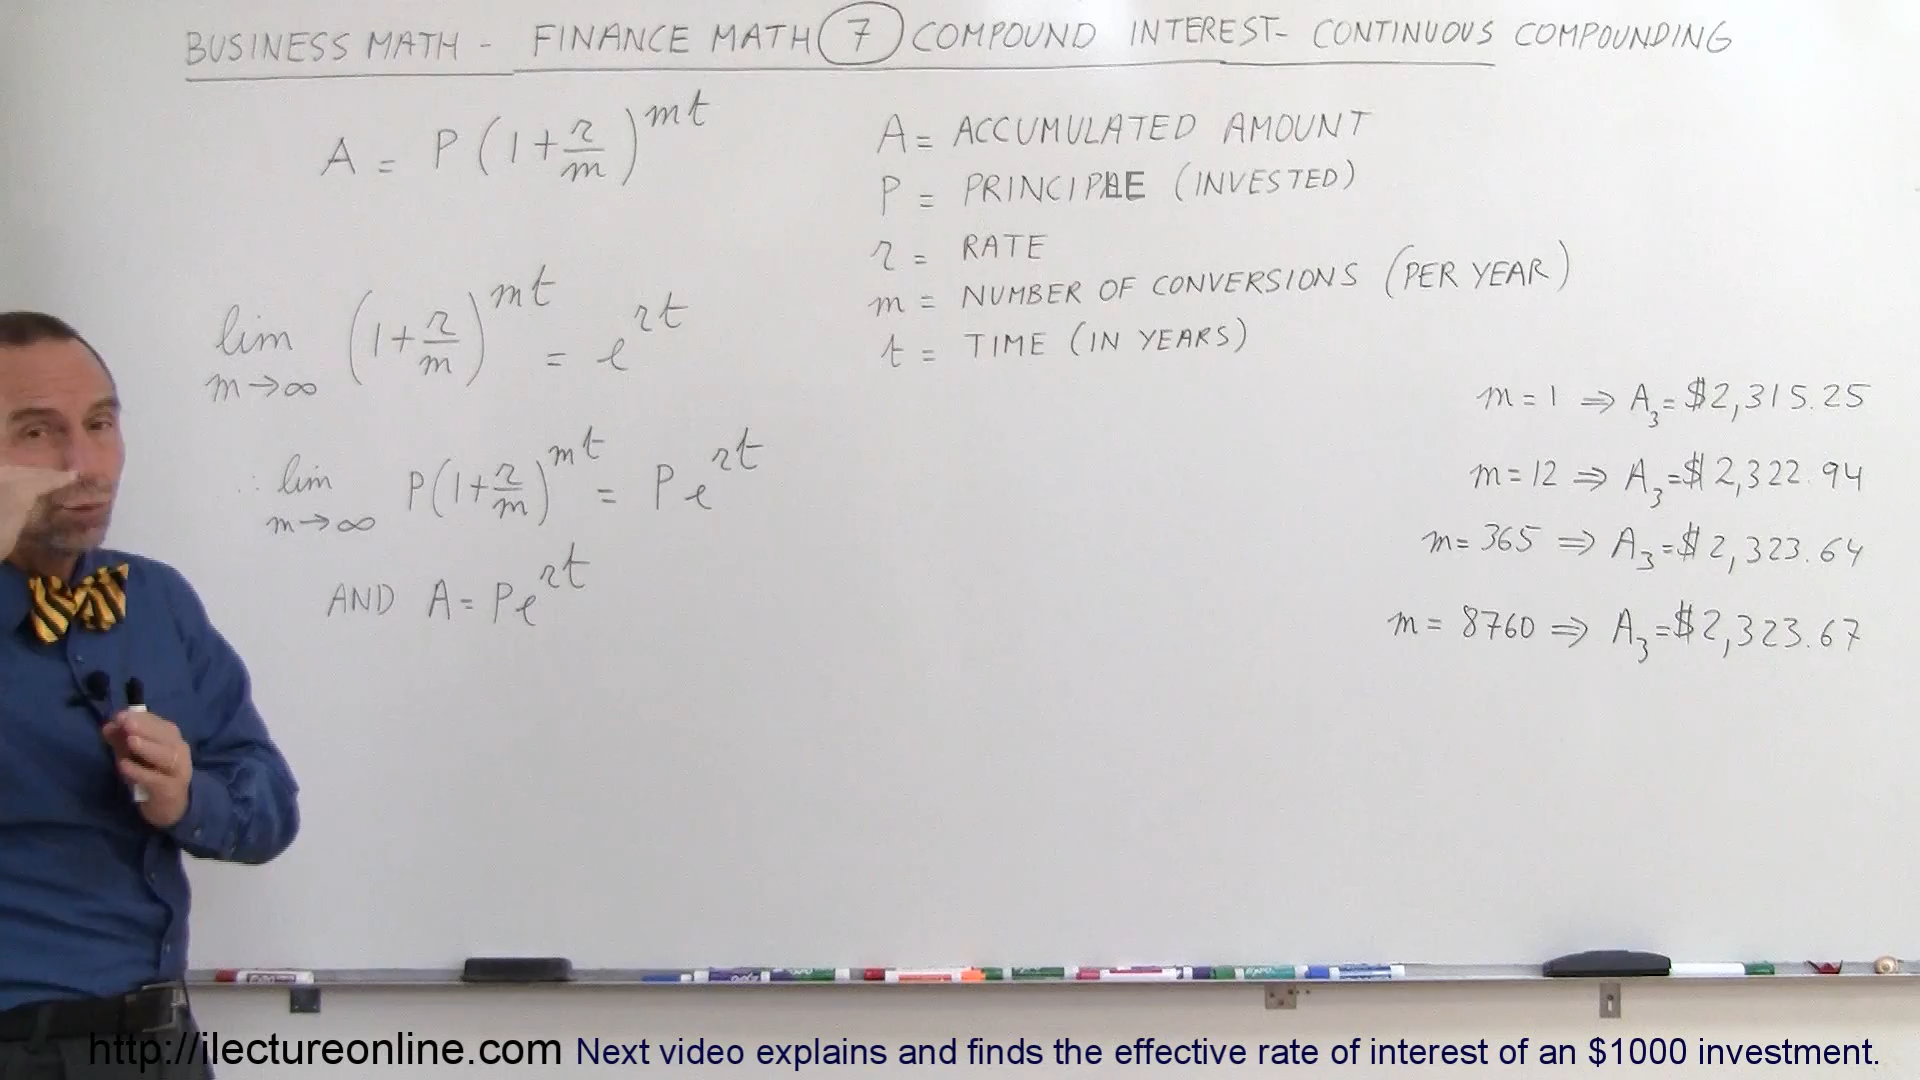 BUSINESS MATH - FINANCE MATH 7 COMPOUND INTEREST - CONTINUOUS COMPOUNDING
A = P(1+r/m)^mt
A = ACCUMULATED AMOUNT
P = PRINCIPLE (INVESTED)
r = RATE
m = NUMBER OF CONVERSIONS (PER YEAR)
t = TIME (IN YEARS)
lim m→∞ (1+r/m)^mt = e^rt
∴ lim m→∞ P(1+r/m)^mt = Pe^rt
AND A = Pe^rt
m = 1 ⇒ A₃ = $2,315.25
m = 12 ⇒ A₃ = $2,322.94
m = 365 ⇒ A₃ = $2,323.64
m = 8760 ⇒ A₃ = $2,323.67
http://ilectureonline.com Next video explains and finds the effective rate of interest of an $1000 investment.